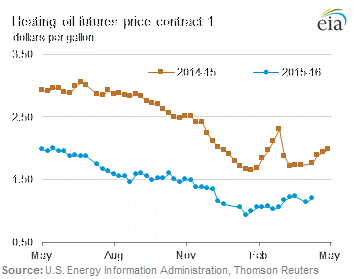 Heating oil futures price contract 1
dollars per gallon
eia
3.50
2014-15
2015-16
2.50
1.50
0.50
May
Aug
Nov
Feb
May
Source: U.S. Energy Information Administration, Thomson Reuters